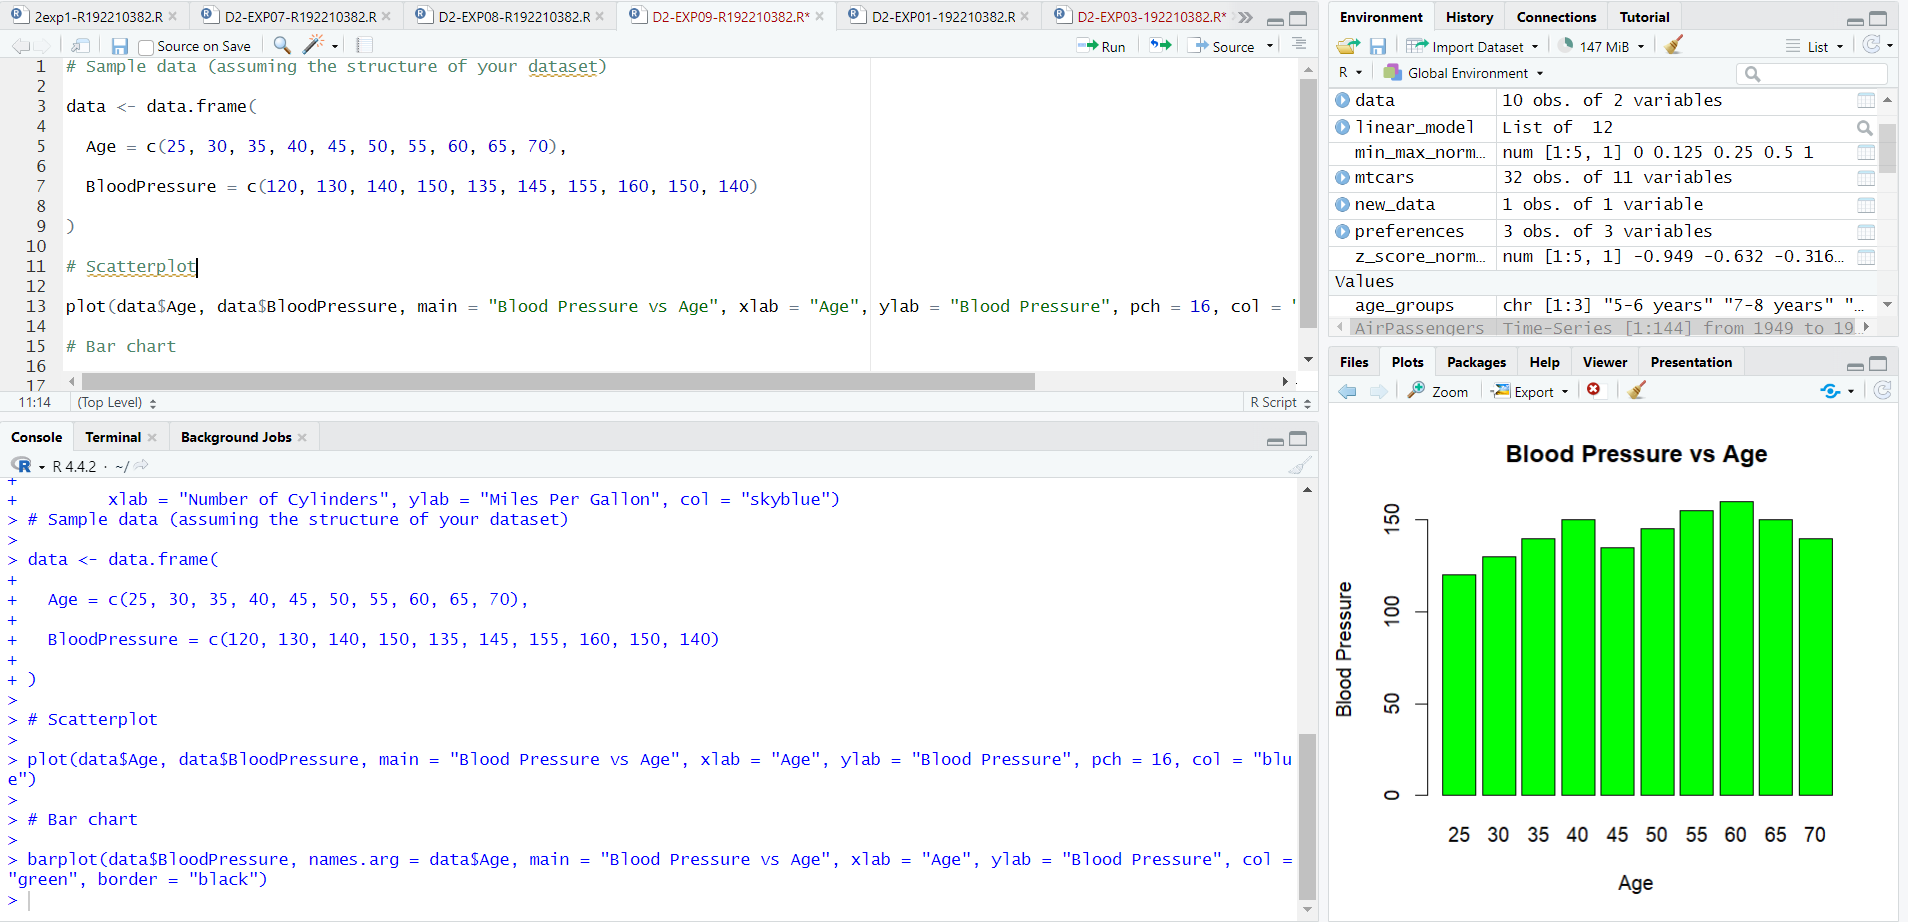 2exp1-R192210382.R
D2-EXP07-R192210382.R
D2-EXP08-R192210382.R
D2-EXP09-R192210382.R*
D2-EXP01-192210382.R
D2-EXP03-192210382.R*
Source on Save
Run
Source
1 # Sample data (assuming the structure of your dataset)
2
3 data <- data.frame(
4
5 Age = c(25, 30, 35, 40, 45, 50, 55, 60, 65, 70),
6
7 BloodPressure = c(120, 130, 140, 150, 135, 145, 155, 160, 150, 140)
8
9 )
10
11 # Scatterplot
12
13 plot(data$Age, data$BloodPressure, main = "Blood Pressure vs Age", xlab = "Age", ylab = "Blood Pressure", pch = 16, col = "
14
15 # Bar chart
16
17
11:14 (Top Level) R Script
Console Terminal Background Jobs
R 4.4.2 · ~/
+
+ xlab = "Number of Cylinders", ylab = "Miles Per Gallon", col = "skyblue")
> # Sample data (assuming the structure of your dataset)
>
> data <- data.frame(
+
+ Age = c(25, 30, 35, 40, 45, 50, 55, 60, 65, 70),
+
+ BloodPressure = c(120, 130, 140, 150, 135, 145, 155, 160, 150, 140)
+
+ )
>
> # Scatterplot
>
> plot(data$Age, data$BloodPressure, main = "Blood Pressure vs Age", xlab = "Age", ylab = "Blood Pressure", pch = 16, col = "blu
e")
>
> # Bar chart
>
> barplot(data$BloodPressure, names.arg = data$Age, main = "Blood Pressure vs Age", xlab = "Age", ylab = "Blood Pressure", col =
"green", border = "black")
>
Environment History Connections Tutorial
Import Dataset 147 MiB List
R Global Environment
data 10 obs. of 2 variables
linear_model List of 12
min_max_norm… num [1:5, 1] 0 0.125 0.25 0.5 1
mtcars 32 obs. of 11 variables
new_data 1 obs. of 1 variable
preferences 3 obs. of 3 variables
z_score_norm… num [1:5, 1] -0.949 -0.632 -0.316…
Values
age_groups chr [1:3] "5-6 years" "7-8 years" "…
AirPassengers Time-Series [1:144] from 1949 to 19…
Files Plots Packages Help Viewer Presentation
Zoom Export
Blood Pressure vs Age
Blood Pressure
150
100
50
0
25 30 35 40 45 50 55 60 65 70
Age